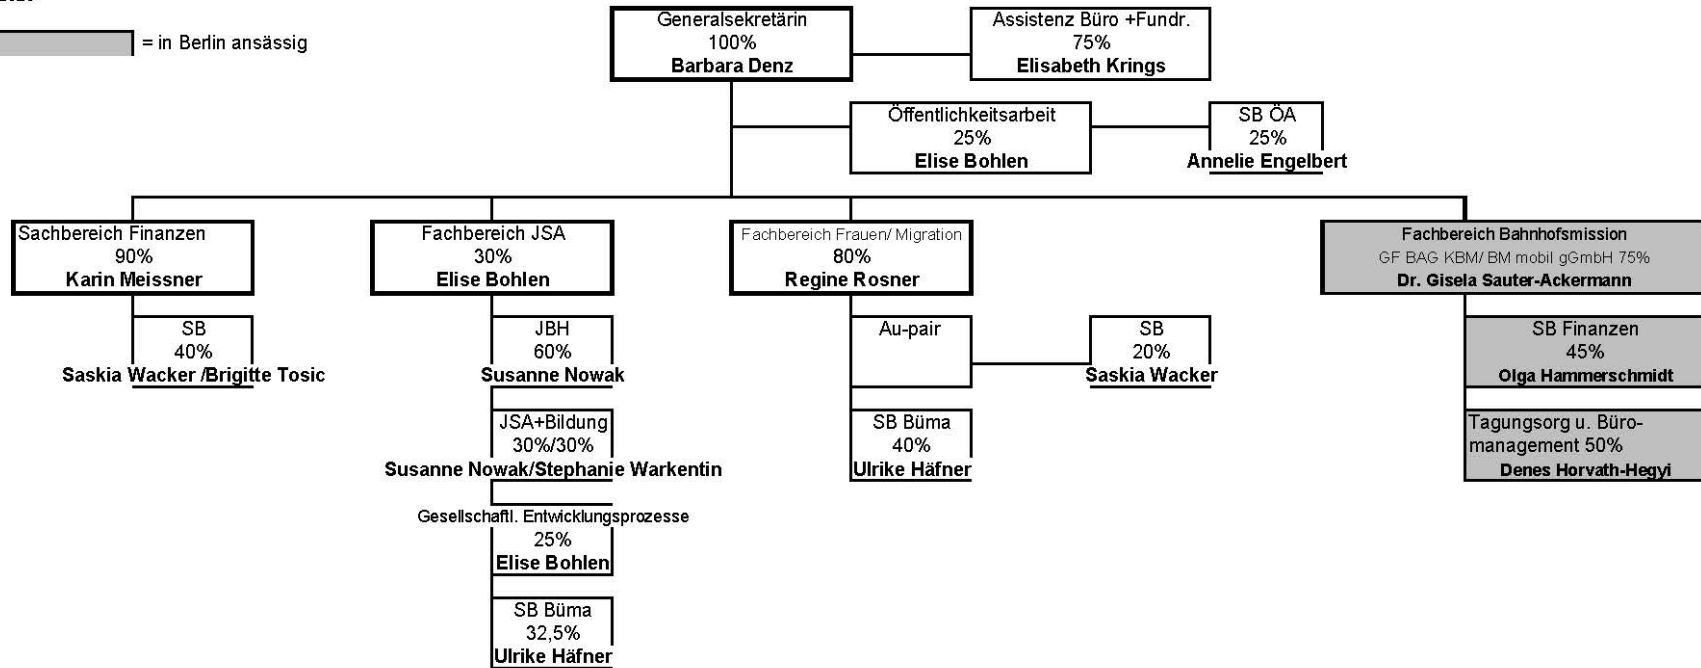 = in Berlin ansässig
Generalsekretärin
100%
Barbara Denz
Assistenz Büro +Fundr.
75%
Elisabeth Krings
Öffentlichkeitsarbeit
25%
Elise Bohlen
SB ÖA
25%
Annelie Engelbert
Sachbereich Finanzen
90%
Karin Meissner
Fachbereich JSA
30%
Elise Bohlen
Fachbereich Frauen/ Migration
80%
Regine Rosner
Fachbereich Bahnhofsmission
GF BAG KBM/ BM mobil gGmbH 75%
Dr. Gisela Sauter-Ackermann
SB
40%
Saskia Wacker /Brigitte Tosic
JBH
60%
Susanne Nowak
Au-pair
SB
20%
Saskia Wacker
SB Finanzen
45%
Olga Hammerschmidt
JSA+Bildung
30%/30%
Susanne Nowak/Stephanie Warkentin
SB Büma
40%
Ulrike Häfner
Tagungsorg u. Büro-
management 50%
Denes Horvath-Hegyi
Gesellschaftl. Entwicklungsprozesse
25%
Elise Bohlen
SB Büma
32,5%
Ulrike Häfner